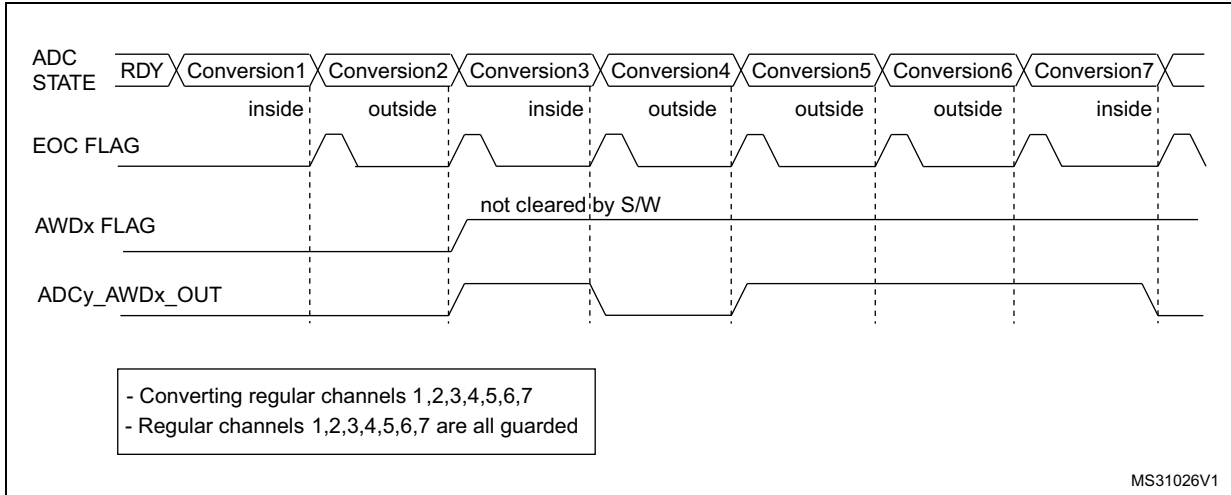 ADC
STATE
RDY Conversion1 Conversion2 Conversion3 Conversion4 Conversion5 Conversion6 Conversion7
inside outside inside outside outside outside inside
EOC FLAG
not cleared by S/W
AWDx FLAG
ADCy_AWDx_OUT
- Converting regular channels 1,2,3,4,5,6,7
- Regular channels 1,2,3,4,5,6,7 are all guarded
MS31026V1